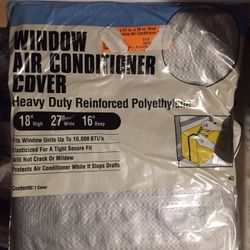 WINDOW
AIR CONDITIONER
COVER
Heavy Duty Reinforced Polyethylene
18" High 27" Wide 16" Deep
Fits Window Units Up To 10,000 BTU's
Elasticized For A Tight Secure Fit
Will Not Crack Or Mildew
Protects Air Conditioner While It Stops Drafts
Contents: 1 Cover